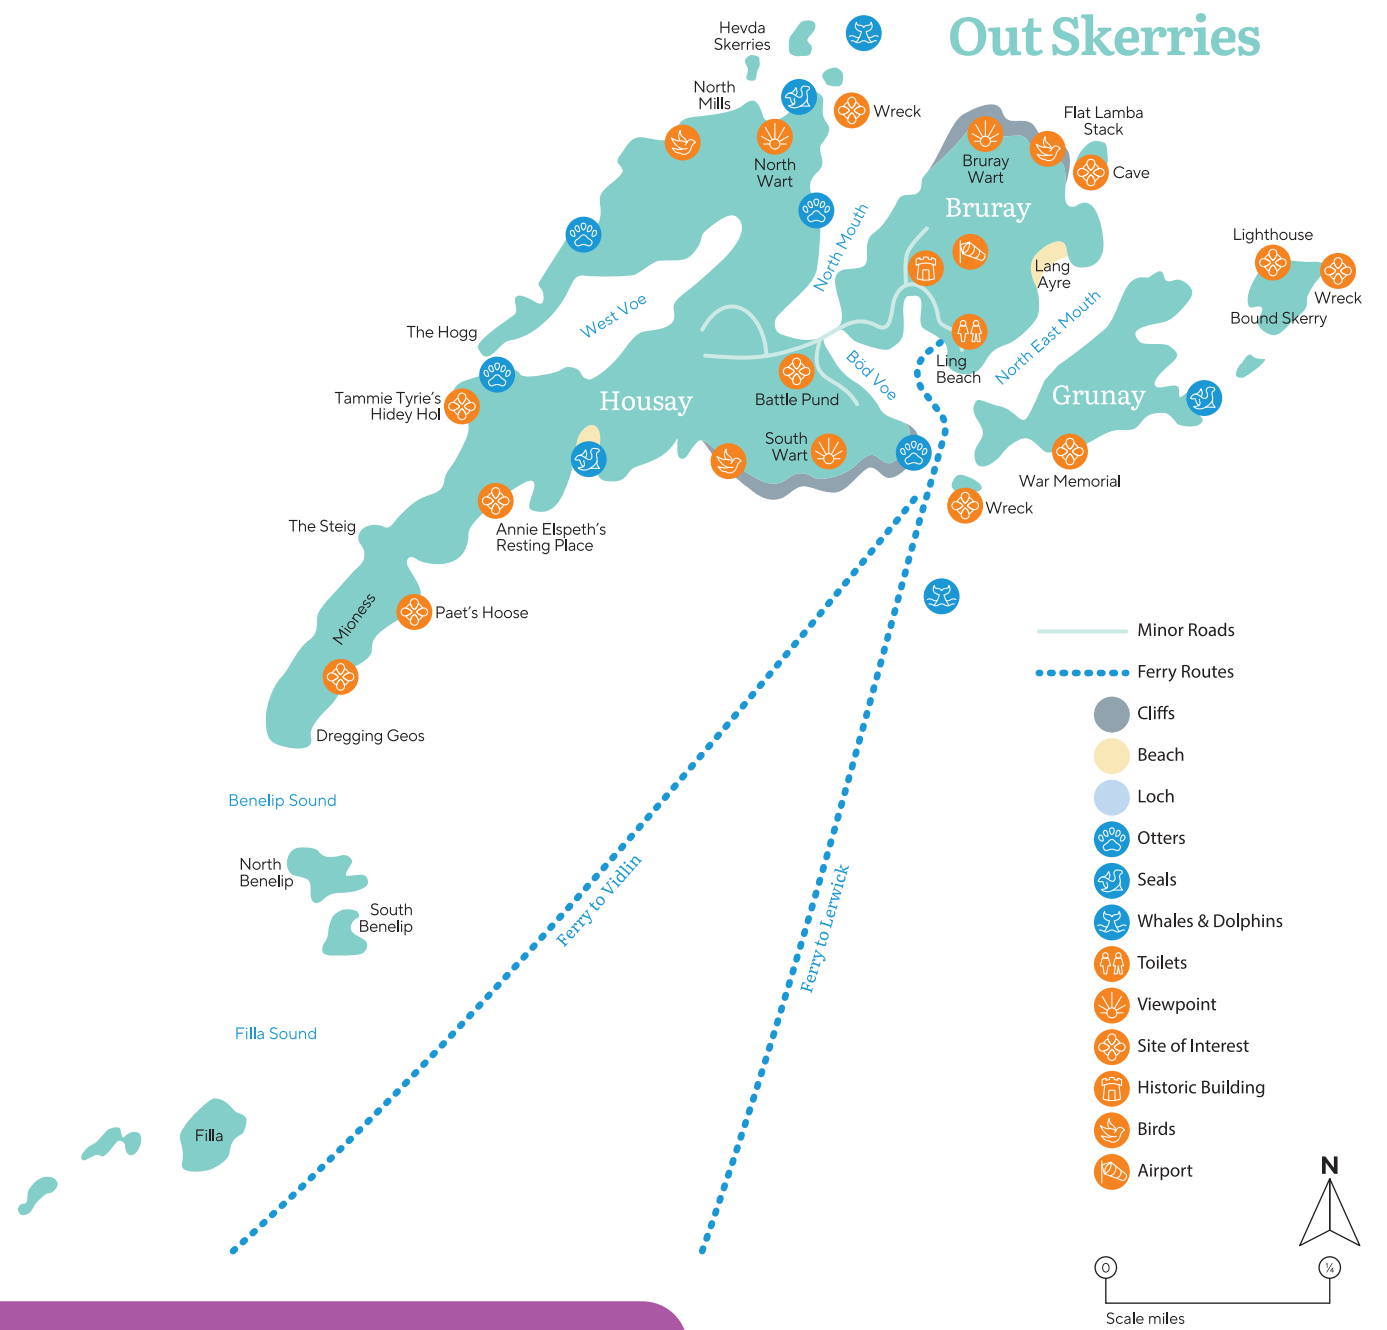 Out Skerries
Hevda
Skerries
North
Mills
Wreck
Flat Lamba
Stack
Cave
North
Wart
Bruray
Wart
Bruray
North Mouth
Lang
Ayre
Lighthouse
Wreck
Bound Skerry
West Voe
The Hogg
North East Mouth
Böd Voe
Ling
Beach
Tammie Tyrie's
Hidey Hol
Housay
Battle Pund
Grunay
South
Wart
War Memorial
Wreck
Annie Elspeth's
Resting Place
The Steig
Mioness
Paet's Hoose
Dregging Geos
Benelip Sound
North
Benelip
South
Benelip
Ferry to Vidlin
Ferry to Lerwick
Filla Sound
Filla
Minor Roads
Ferry Routes
Cliffs
Beach
Loch
Otters
Seals
Whales & Dolphins
Toilets
Viewpoint
Site of Interest
Historic Building
Birds
Airport
N
0
¼
Scale miles